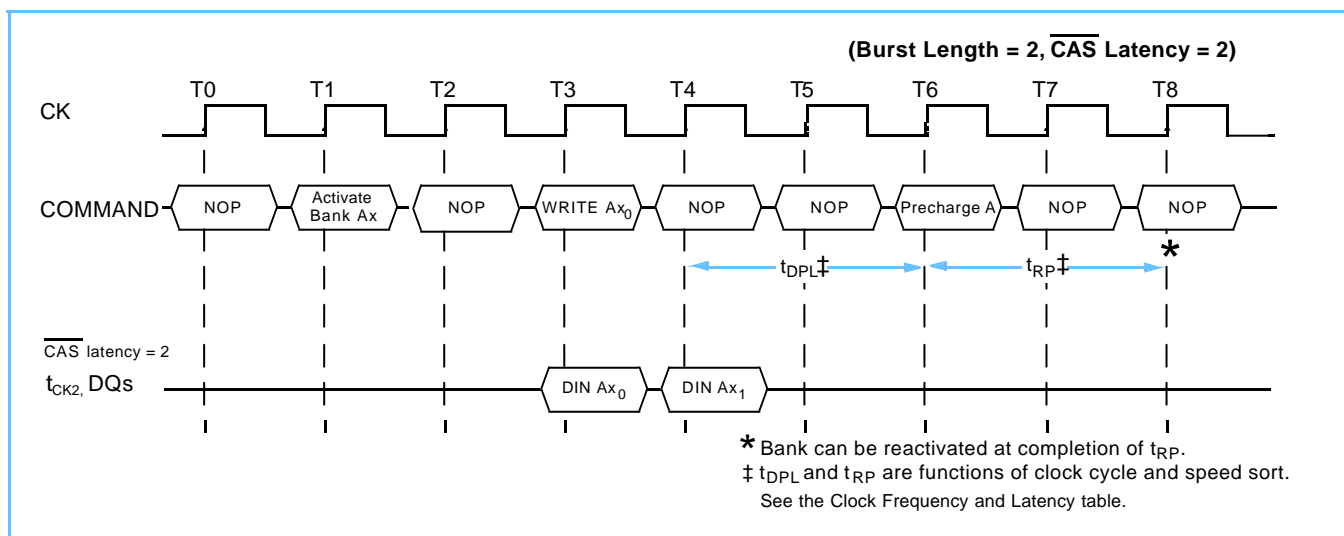 (Burst Length = 2, CAS Latency = 2)
T0 T1 T2 T3 T4 T5 T6 T7 T8
CK
COMMAND NOP Activate Bank Ax NOP WRITE Ax0 NOP NOP Precharge A NOP NOP
tDPL‡ tRP‡ *
CAS latency = 2
tCK2, DQs DIN Ax0 DIN Ax1
* Bank can be reactivated at completion of tRP.
‡ tDPL and tRP are functions of clock cycle and speed sort.
See the Clock Frequency and Latency table.